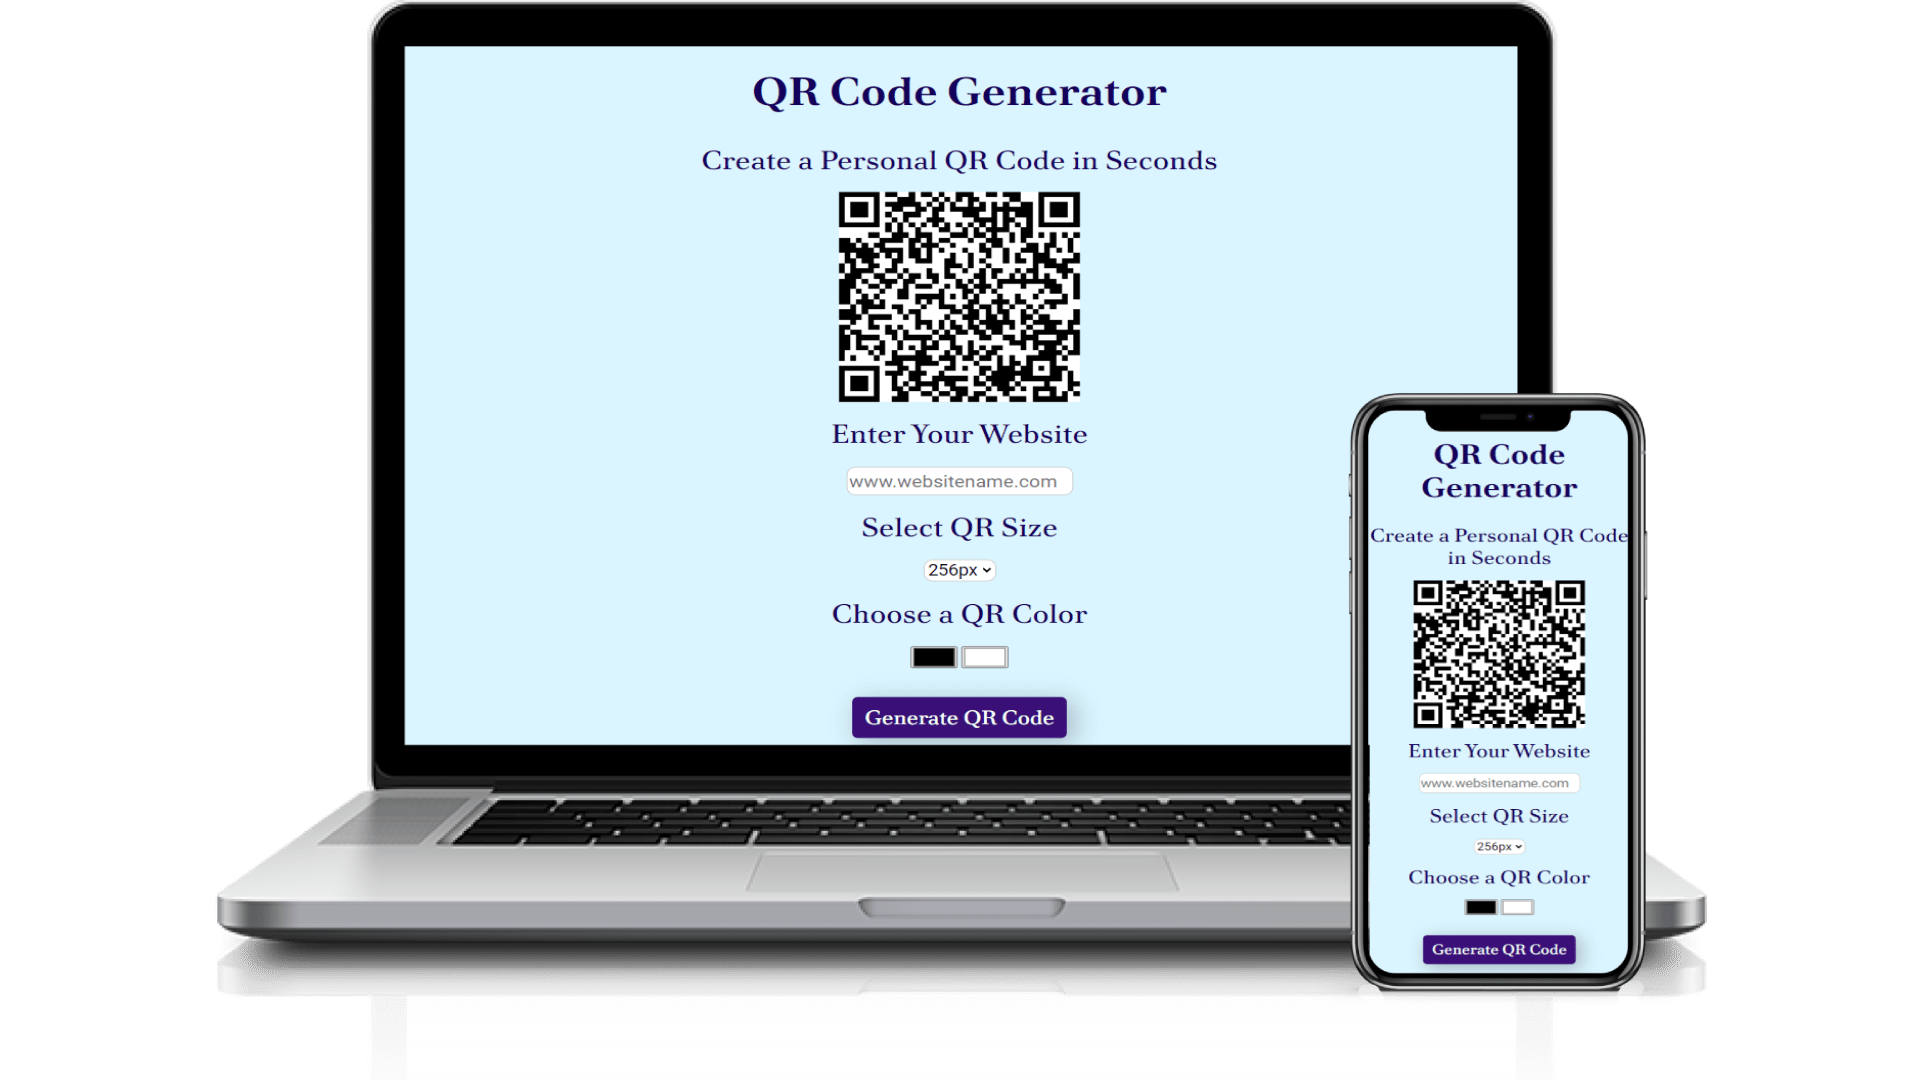 QR Code Generator
Create a Personal QR Code in Seconds
Enter Your Website
www.websitename.com
Select QR Size
256px
Choose a QR Color
Generate QR Code
QR Code
Generator
Create a Personal QR Code
in Seconds
Enter Your Website
www.websitename.com
Select QR Size
256px
Choose a QR Color
Generate QR Code